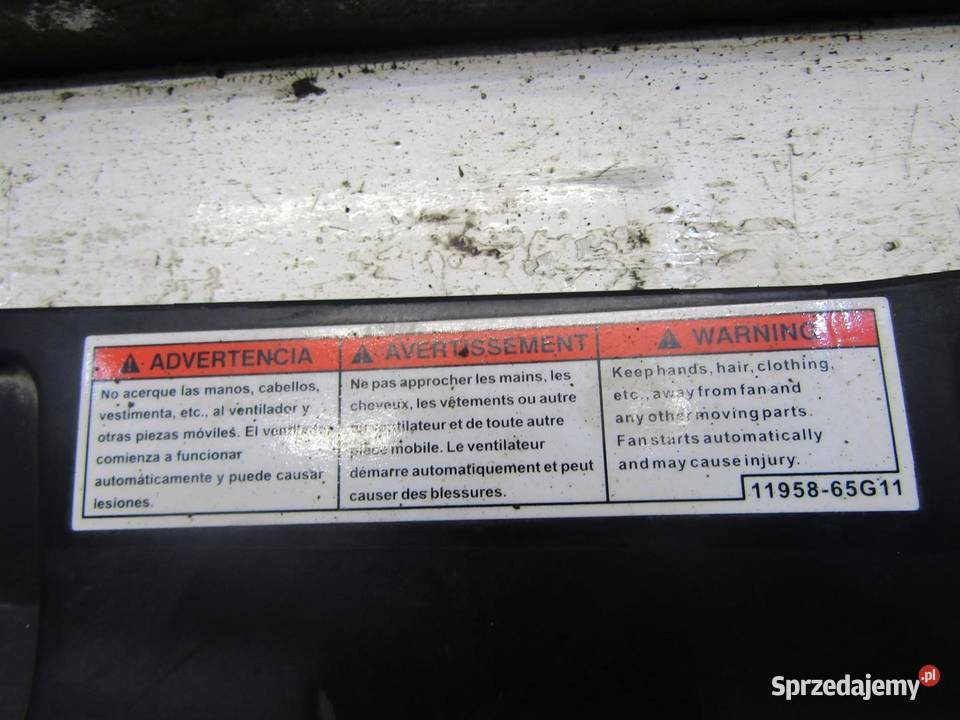 ADVERTENCIA
No acerque las manos, cabellos,
vestimenta, etc., al ventilador y
otras piezas móviles. El ventilador
comienza a funcionar
automáticamente y puede causar
lesiones.
AVERTISSEMENT
Ne pas approcher les mains, les
cheveux, les vêtements ou autre
ventilateur et de toute autre
pièce mobile. Le ventilateur
démarre automatiquement et peut
causer des blessures.
WARNING
Keep hands, hair, clothing,
etc., away from fan and
any other moving parts.
Fan starts automatically
and may cause injury.
11958-65G11
Sprzedajemy.pl